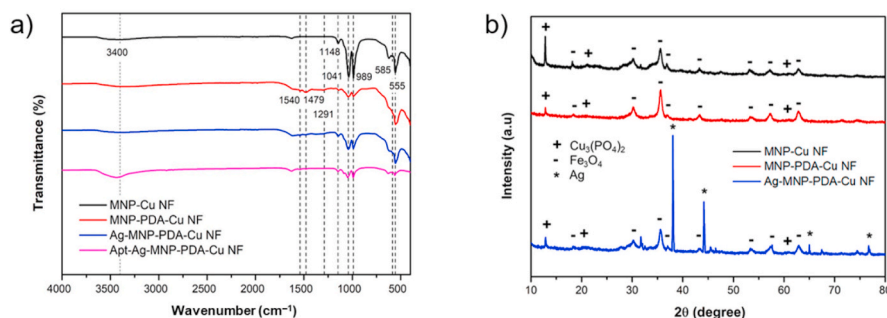 a)
3400
1148
1041
989
585
555
1540
1479
1291
Transmittance (%)
MNP-Cu NF
MNP-PDA-Cu NF
Ag-MNP-PDA-Cu NF
Apt-Ag-MNP-PDA-Cu NF
4000 3500 3000 2500 2000 1500 1000 500
Wavenumber (cm⁻¹)
b)
+ - + - - - - - + -
- + - - - - - + -
+ Cu₃(PO₄)₂
- Fe₃O₄
* Ag
MNP-Cu NF
MNP-PDA-Cu NF
Ag-MNP-PDA-Cu NF
* * * *
+ - + - - - - - - + -
Intensity (a.u)
10 20 30 40 50 60 70 80
2θ (degree)